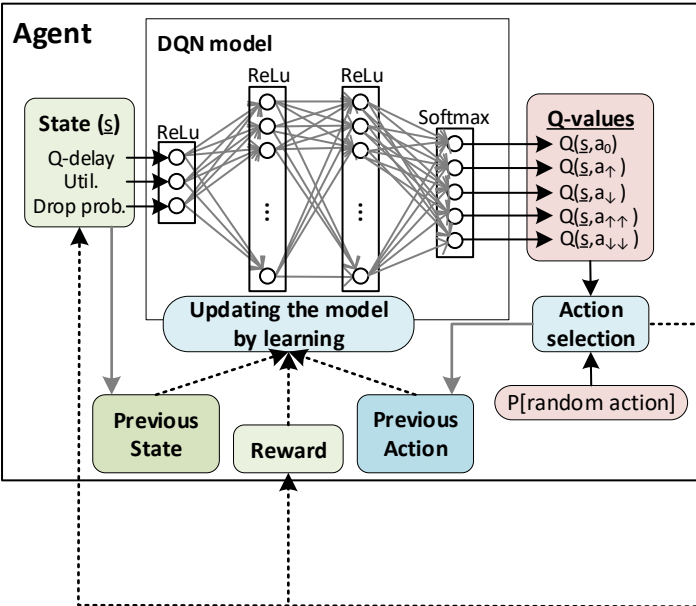 Agent
DQN model
ReLu
ReLu
Softmax
Q-values
State (s)
ReLu
Q-delay
Util.
Drop prob.
Q(s,a₀)
Q(s,a↑)
Q(s,a↓)
Q(s,a↑↑)
Q(s,a↓↓)
⋮
⋮
Updating the model
by learning
Action
selection
P[random action]
Previous
State
Reward
Previous
Action